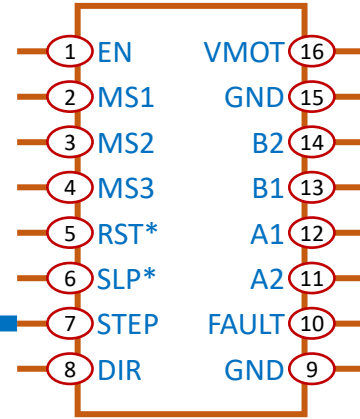 1 EN VMOT 16
2 MS1 GND 15
3 MS2 B2 14
4 MS3 B1 13
5 RST* A1 12
6 SLP* A2 11
7 STEP FAULT 10
8 DIR GND 9